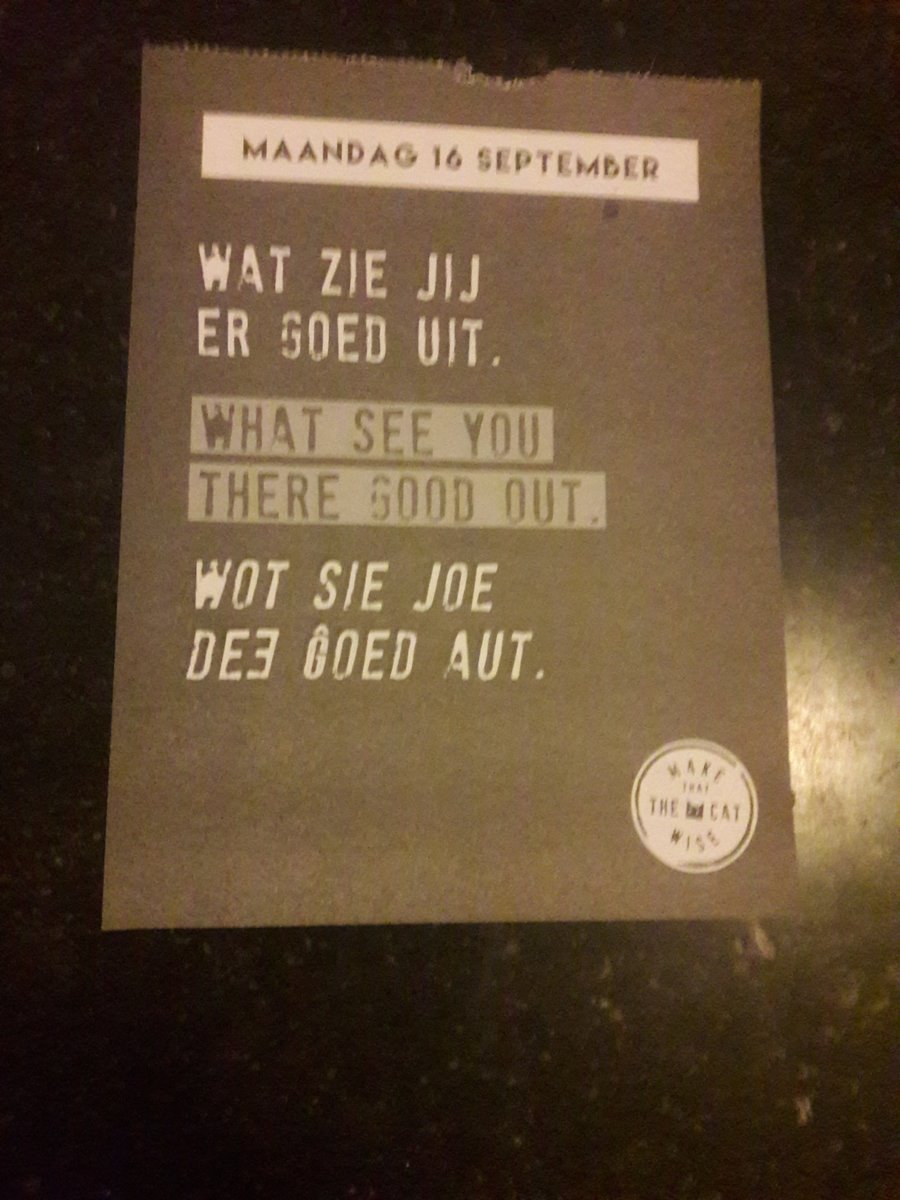 MAANDAG 16 SEPTEMBER
WAT ZIE JIJ
ER GOED UIT.
WHAT SEE YOU
THERE GOOD OUT.
WOT SIE JOE
DEƎ ĜOED AUT.
MAKE
THAT
THE CAT
WISE